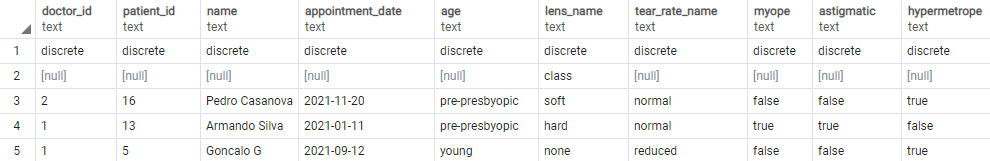 doctor_id patient_id name appointment_date age lens_name tear_rate_name myope astigmatic hypermetrope
text text text text text text text text text text
1 discrete discrete discrete discrete discrete discrete discrete discrete discrete discrete
2 [null] [null] [null] [null] [null] class [null] [null] [null] [null]
3 2 16 Pedro Casanova 2021-11-20 pre-presbyopic soft normal false false true
4 1 13 Armando Silva 2021-01-11 pre-presbyopic hard normal true true false
5 1 5 Goncalo G 2021-09-12 young none reduced false false true